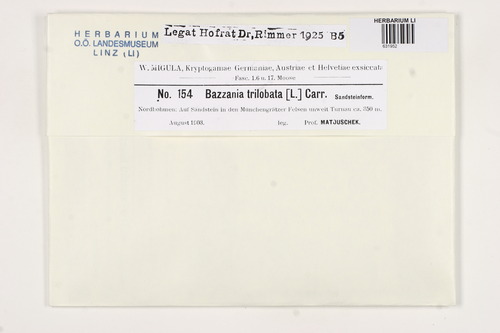 HERBARIUM
O.Ö. LANDESMUSEUM
LINZ (LI)
Legat Hofrat Dr. Rimmer 1925 B5
HERBARIUM LI
W. MIGULA, Kryptogamae Germaniae, Austriae et Helvetiae exsiccatae
Fasc. 16 u. 17. Moose
No. 154 Bazzania trilobata [L.] Carr. Sandsteinform.
Nordböhmen: Auf Sandstein in den Münchengrätzer Felsen unweit Turnau ca. 350 m.
August leg. Prof. MATJUSCHEK.